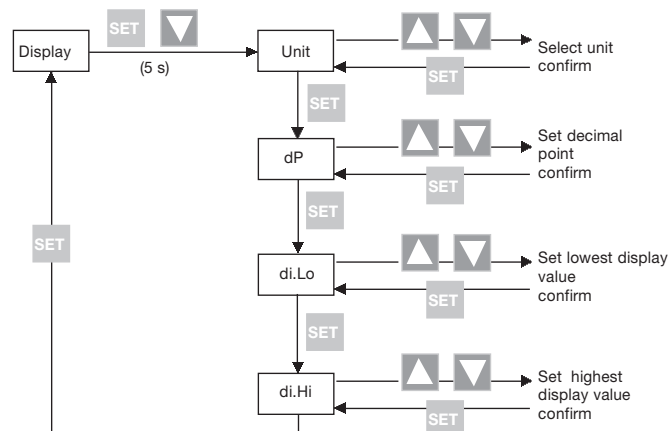 SET
Display
(5 s)
Unit
Select unit
confirm
SET
SET
dP
Set decimal
point
confirm
SET
SET
SET
di.Lo
Set lowest display
value
confirm
SET
SET
di.Hi
Set highest
display value
confirm
SET